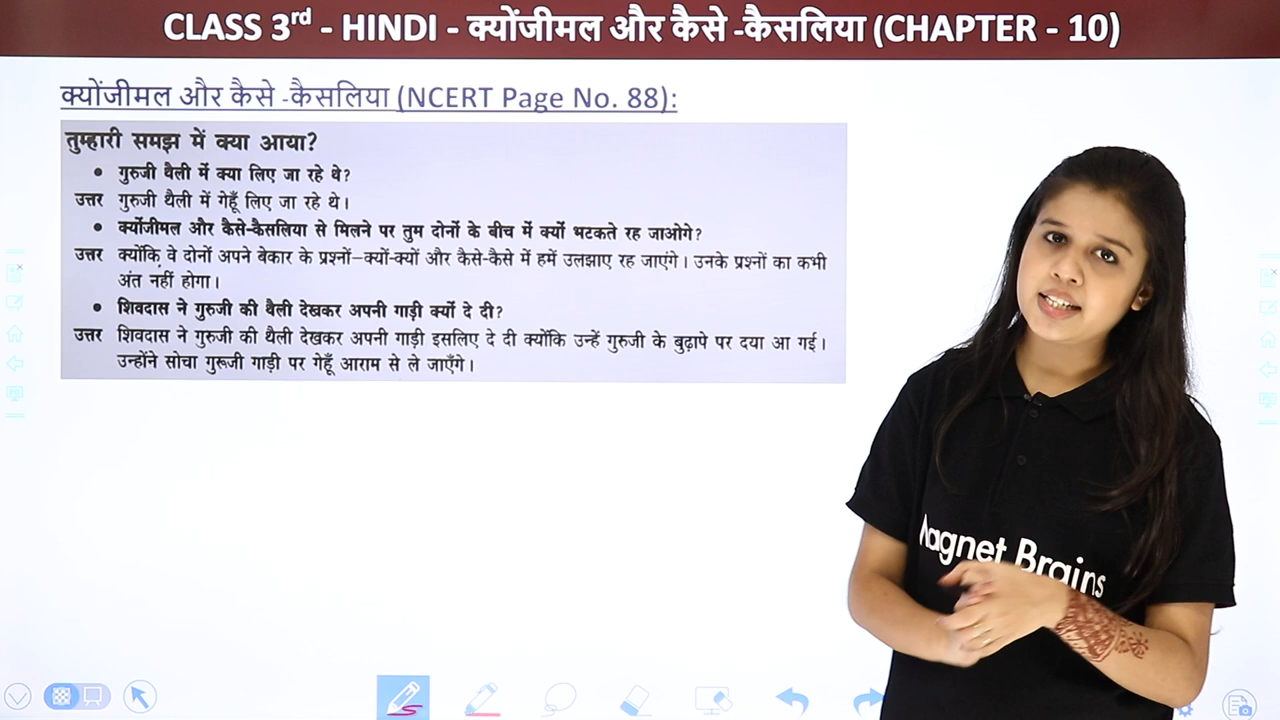 CLASS 3rd - HINDI - क्योंजीमल और कैसे -कैसलिया (CHAPTER - 10)
क्योंजीमल और कैसे -कैसलिया (NCERT Page No. 88):
तुम्हारी समझ में क्या आया?
• गुरुजी थैली में क्या लिए जा रहे थे?
उत्तर गुरुजी थैली में गेहूँ लिए जा रहे थे।
• क्योंजीमल और कैसे-कैसलिया से मिलने पर तुम दोनों के बीच में क्यों भटकते रह जाओगे?
उत्तर क्योंकि वे दोनों अपने बेकार के प्रश्नों–क्यों-क्यों और कैसे-कैसे में हमें उलझाए रह जाएंगे। उनके प्रश्नों का कभी
अंत नहीं होगा।
• शिवदास ने गुरुजी की थैली देखकर अपनी गाड़ी क्यों दे दी?
उत्तर शिवदास ने गुरुजी की थैली देखकर अपनी गाड़ी इसलिए दे दी क्योंकि उन्हें गुरुजी के बुढ़ापे पर दया आ गई।
उन्होंने सोचा गुरूजी गाड़ी पर गेहूँ आराम से ले जाएँगे।
Magnet Brains